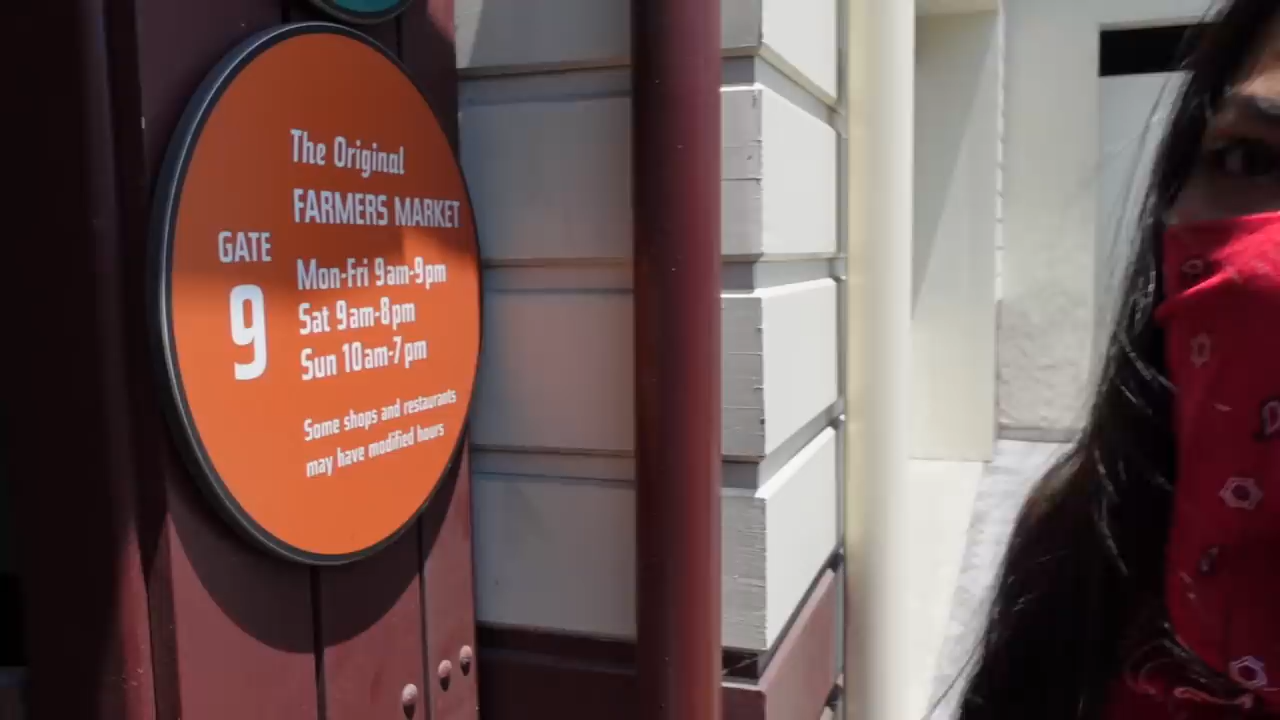 The Original
FARMERS MARKET
GATE
9
Mon-Fri 9am-9pm
Sat 9am-8pm
Sun 10am-7pm
Some shops and restaurants
may have modified hours